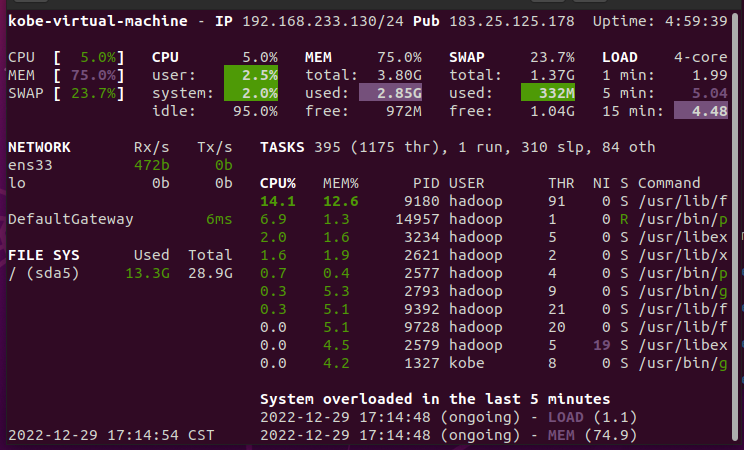 kobe-virtual-machine - IP 192.168.233.130/24 Pub 183.25.125.178 Uptime: 4:59:39
CPU [ 5.0%] CPU 5.0% MEM 75.0% SWAP 23.7% LOAD 4-core
MEM [ 75.0%] user: 2.5% total: 3.80G total: 1.37G 1 min: 1.99
SWAP [ 23.7%] system: 2.0% used: 2.85G used: 332M 5 min: 5.04
idle: 95.0% free: 972M free: 1.04G 15 min: 4.48
NETWORK Rx/s Tx/s TASKS 395 (1175 thr), 1 run, 310 slp, 84 oth
ens33 472b 0b
lo 0b 0b CPU% MEM% PID USER THR NI S Command
14.1 12.6 9180 hadoop 91 0 S /usr/lib/f
DefaultGateway 6ms 6.9 1.3 14957 hadoop 1 0 R /usr/bin/p
2.0 1.6 3234 hadoop 5 0 S /usr/libex
FILE SYS Used Total 1.6 1.9 2621 hadoop 2 0 S /usr/lib/x
/ (sda5) 13.3G 28.9G 0.7 0.4 2577 hadoop 4 0 S /usr/bin/p
0.3 5.3 2793 hadoop 9 0 S /usr/bin/g
0.3 5.1 9392 hadoop 21 0 S /usr/lib/f
0.0 5.1 9728 hadoop 20 0 S /usr/lib/f
0.0 4.5 2579 hadoop 5 19 S /usr/libex
0.0 4.2 1327 kobe 8 0 S /usr/bin/g
System overloaded in the last 5 minutes
2022-12-29 17:14:48 (ongoing) - LOAD (1.1)
2022-12-29 17:14:54 CST 2022-12-29 17:14:48 (ongoing) - MEM (74.9)